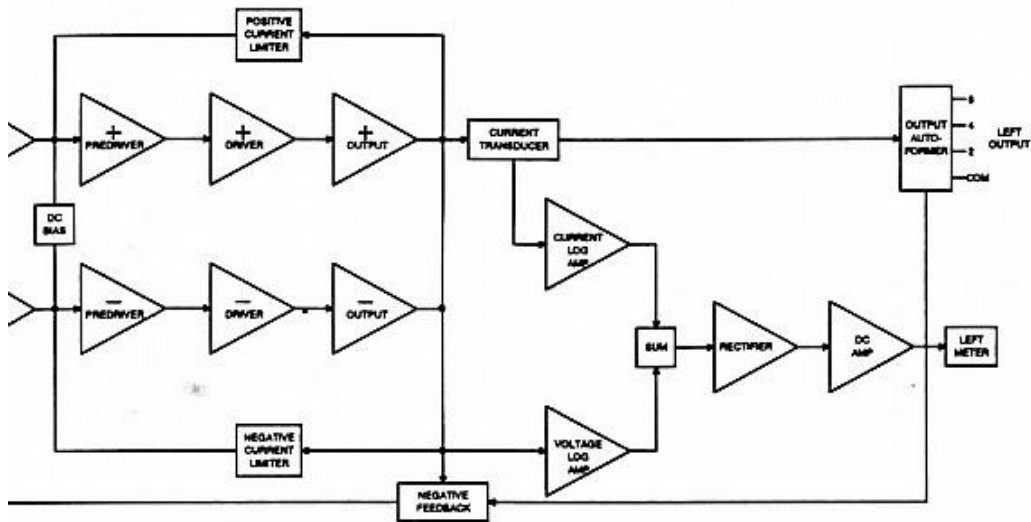 POSITIVE
CURRENT
LIMITER
+
PREDRIVER
+
DRIVER
+
OUTPUT
CURRENT
TRANSDUCER
OUTPUT
AUTO-
FORMER
8
4
2
COM
LEFT
OUTPUT
DC
BIAS
CURRENT
LOG
AMP
—
PREDRIVER
—
DRIVER
—
OUTPUT
SUM
RECTIFIER
DC
AMP
LEFT
METER
NEGATIVE
CURRENT
LIMITER
VOLTAGE
LOG
AMP
NEGATIVE
FEEDBACK